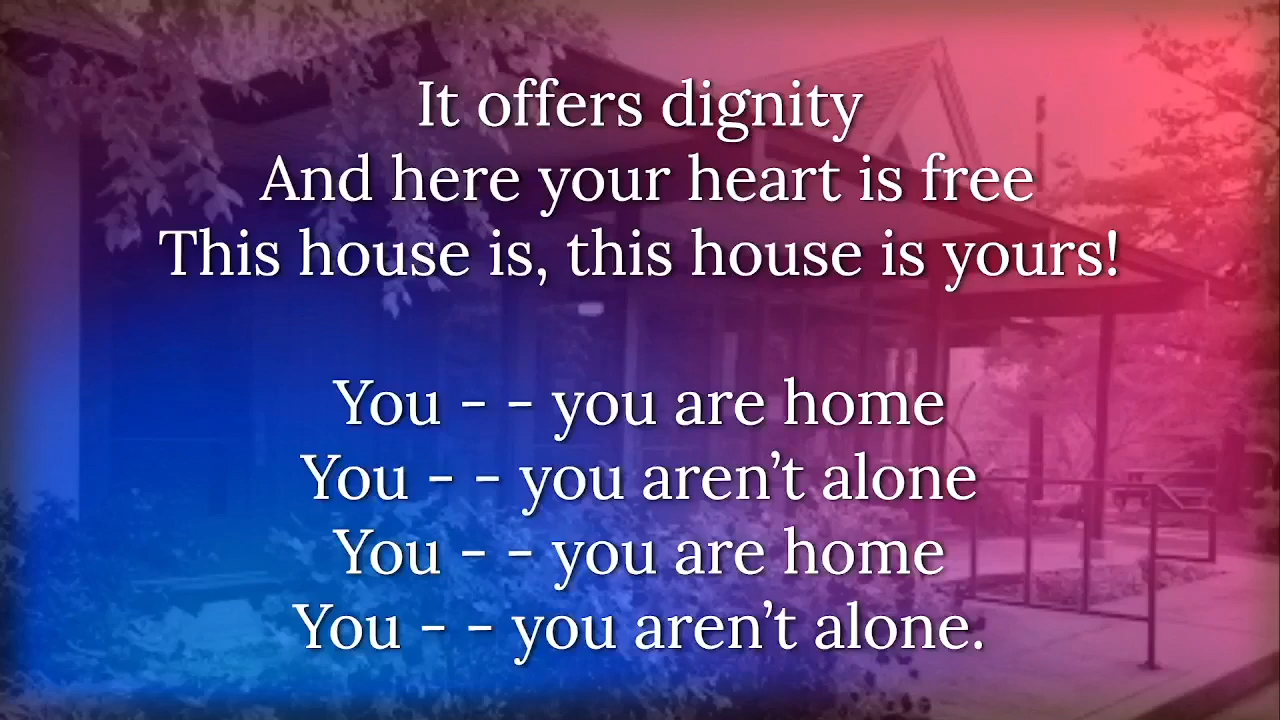 It offers dignity
And here your heart is free
This house is, this house is yours!
You - - you are home
You - - you aren’t alone
You - - you are home
You - - you aren’t alone.